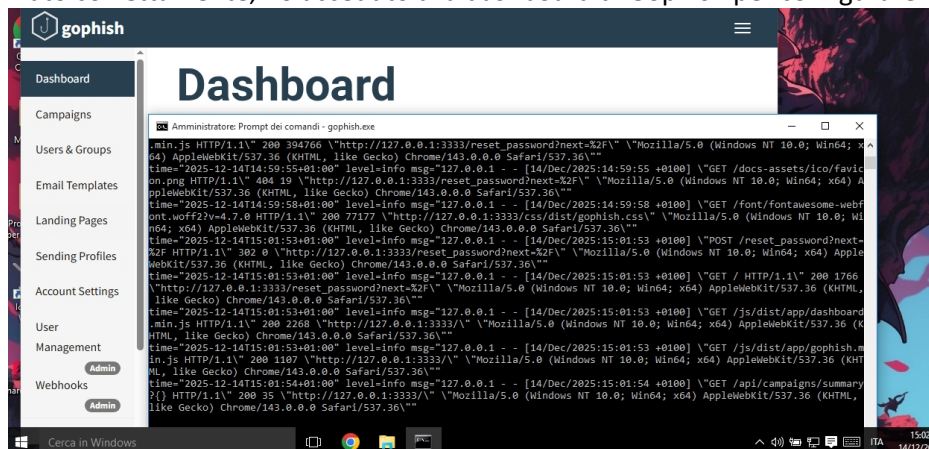 gophish
Dashboard
Campaigns
Users & Groups
Email Templates
Landing Pages
Sending Profiles
Account Settings
User
Management
Admin
Webhooks
Admin
Dashboard
Amministratore: Prompt dei comandi - gophish.exe
.min.js HTTP/1.1\" 200 394766 \"http://127.0.0.1:3333/reset_password?next=%2F\" \"Mozilla/5.0 (Windows NT 10.0; Win64; x
64) AppleWebKit/537.36 (KHTML, like Gecko) Chrome/143.0.0.0 Safari/537.36\""
time="2025-12-14T14:59:55+01:00" level=info msg="127.0.0.1 - - [14/Dec/2025:14:59:55 +0100] \"GET /docs-assets/ico/favic
on.png HTTP/1.1\" 404 19 \"http://127.0.0.1:3333/reset_password?next=%2F\" \"Mozilla/5.0 (Windows NT 10.0; Win64; x64) A
ppleWebKit/537.36 (KHTML, like Gecko) Chrome/143.0.0.0 Safari/537.36\""
time="2025-12-14T14:59:58+01:00" level=info msg="127.0.0.1 - - [14/Dec/2025:14:59:58 +0100] \"GET /font/fontawesome-webf
ont.woff2?v=4.7.0 HTTP/1.1\" 200 77177 \"http://127.0.0.1:3333/css/dist/gophish.css\" \"Mozilla/5.0 (Windows NT 10.0; Wi
n64; x64) AppleWebKit/537.36 (KHTML, like Gecko) Chrome/143.0.0.0 Safari/537.36\""
time="2025-12-14T15:01:53+01:00" level=info msg="127.0.0.1 - - [14/Dec/2025:15:01:53 +0100] \"POST /reset_password?next=
%2F HTTP/1.1\" 302 0 \"http://127.0.0.1:3333/reset_password?next=%2F\" \"Mozilla/5.0 (Windows NT 10.0; Win64; x64) Apple
WebKit/537.36 (KHTML, like Gecko) Chrome/143.0.0.0 Safari/537.36\""
time="2025-12-14T15:01:53+01:00" level=info msg="127.0.0.1 - - [14/Dec/2025:15:01:53 +0100] \"GET / HTTP/1.1\" 200 1766
\"http://127.0.0.1:3333/reset_password?next=%2F\" \"Mozilla/5.0 (Windows NT 10.0; Win64; x64) AppleWebKit/537.36 (KHTML,
like Gecko) Chrome/143.0.0.0 Safari/537.36\""
time="2025-12-14T15:01:53+01:00" level=info msg="127.0.0.1 - - [14/Dec/2025:15:01:53 +0100] \"GET /js/dist/app/dashboard
.min.js HTTP/1.1\" 200 2268 \"http://127.0.0.1:3333/\" \"Mozilla/5.0 (Windows NT 10.0; Win64; x64) AppleWebKit/537.36 (K
HTML, like Gecko) Chrome/143.0.0.0 Safari/537.36\""
time="2025-12-14T15:01:53+01:00" level=info msg="127.0.0.1 - - [14/Dec/2025:15:01:53 +0100] \"GET /js/dist/app/gophish.m
in.js HTTP/1.1\" 200 1107 \"http://127.0.0.1:3333/\" \"Mozilla/5.0 (Windows NT 10.0; Win64; x64) AppleWebKit/537.36 (KHT
ML, like Gecko) Chrome/143.0.0.0 Safari/537.36\""
time="2025-12-14T15:01:54+01:00" level=info msg="127.0.0.1 - - [14/Dec/2025:15:01:54 +0100] \"GET /api/campaigns/summary
?{} HTTP/1.1\" 200 35 \"http://127.0.0.1:3333/\" \"Mozilla/5.0 (Windows NT 10.0; Win64; x64) AppleWebKit/537.36 (KHTML,
like Gecko) Chrome/143.0.0.0 Safari/537.36\""
Cerca in Windows
ITA
15:02